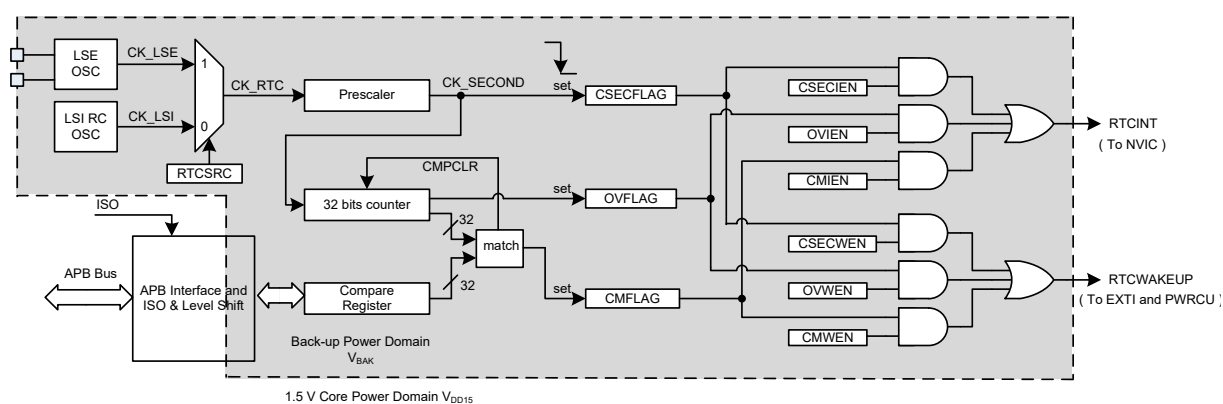 LSE
OSC
CK_LSE
1
CK_RTC
Prescaler
CK_SECOND
set
CSECFLAG
CSECIEN
LSI RC
OSC
CK_LSI
0
RTCSRC
OVIEN
RTCINT
( To NVIC )
CMPCLR
CMIEN
32 bits counter
set
OVFLAG
ISO
32
match
CSECWEN
APB Bus
APB Interface and
ISO & Level Shift
Compare
Register
32
set
CMFLAG
OVWEN
RTCWAKEUP
( To EXTI and PWRCU )
CMWEN
Back-up Power Domain
VBAK
1.5 V Core Power Domain VDD15